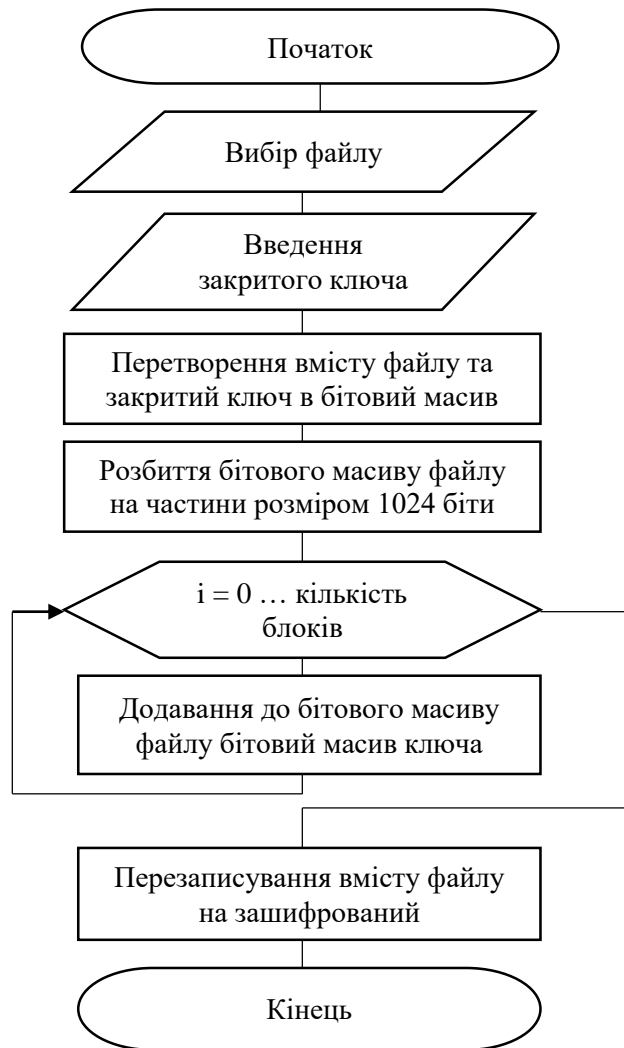 Початок
Вибір файлу
Введення
закритого ключа
Перетворення вмісту файлу та
закритий ключ в бітовий масив
Розбиття бітового масиву файлу
на частини розміром 1024 біти
i = 0 … кількість
блоків
Додавання до бітового масиву
файлу бітовий масив ключа
Перезаписування вмісту файлу
на зашифрований
Кінець